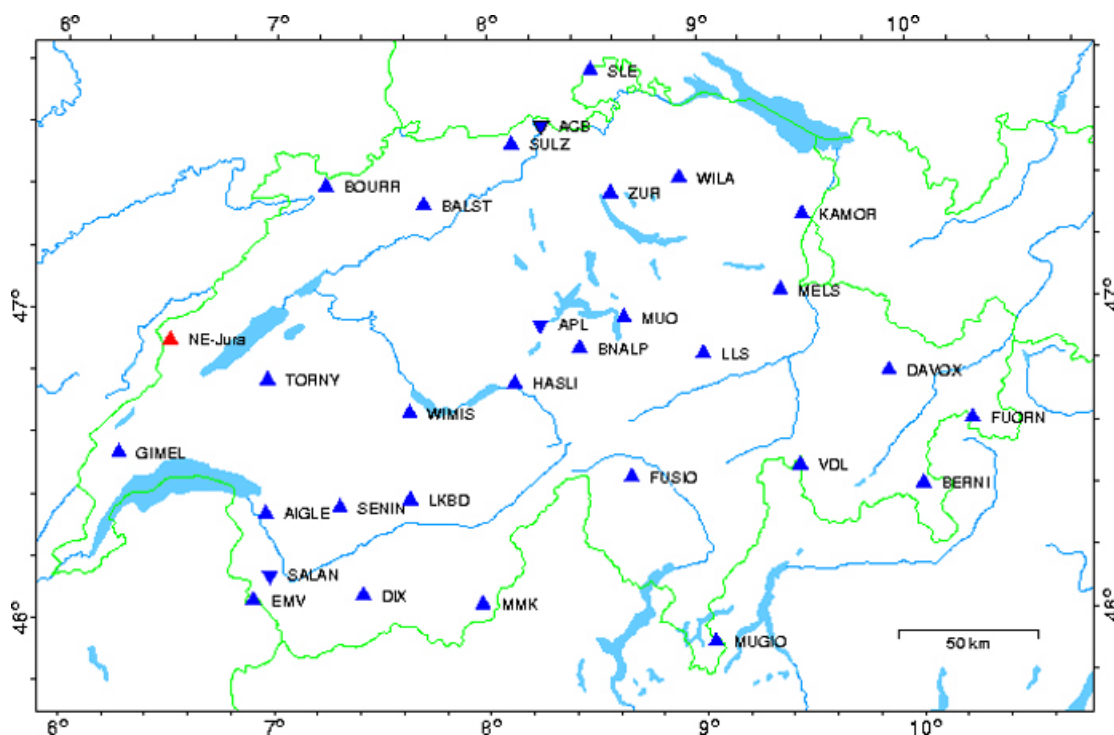 6° 7° 8° 9° 10°
SLE
ACB
SULZ
BOURR
WILA
ZUR
BALST
KAMOR
MELS
47° 47°
MUO
APL
NE-Jura
BNALP
LLS
DAVOX
TORNY
HASLI
WIMIS
FUORN
GIMEL
VDL
FUSIO
BERNI
LKBD
SENIN
AIGLE
SALAN
DIX
EMV
MMK
46° 46°
MUGIO
50 km
6° 7° 8° 9° 10°